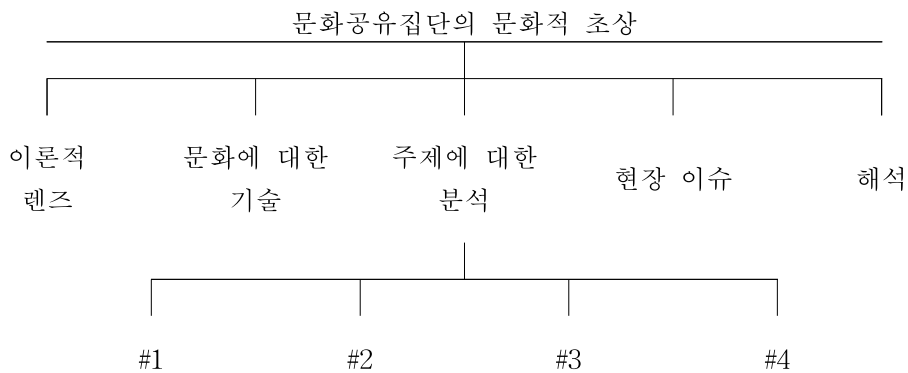 문화공유집단의 문화적 초상
이론적
렌즈
문화에 대한
기술
주제에 대한
분석
현장 이슈
해석
#1
#2
#3
#4